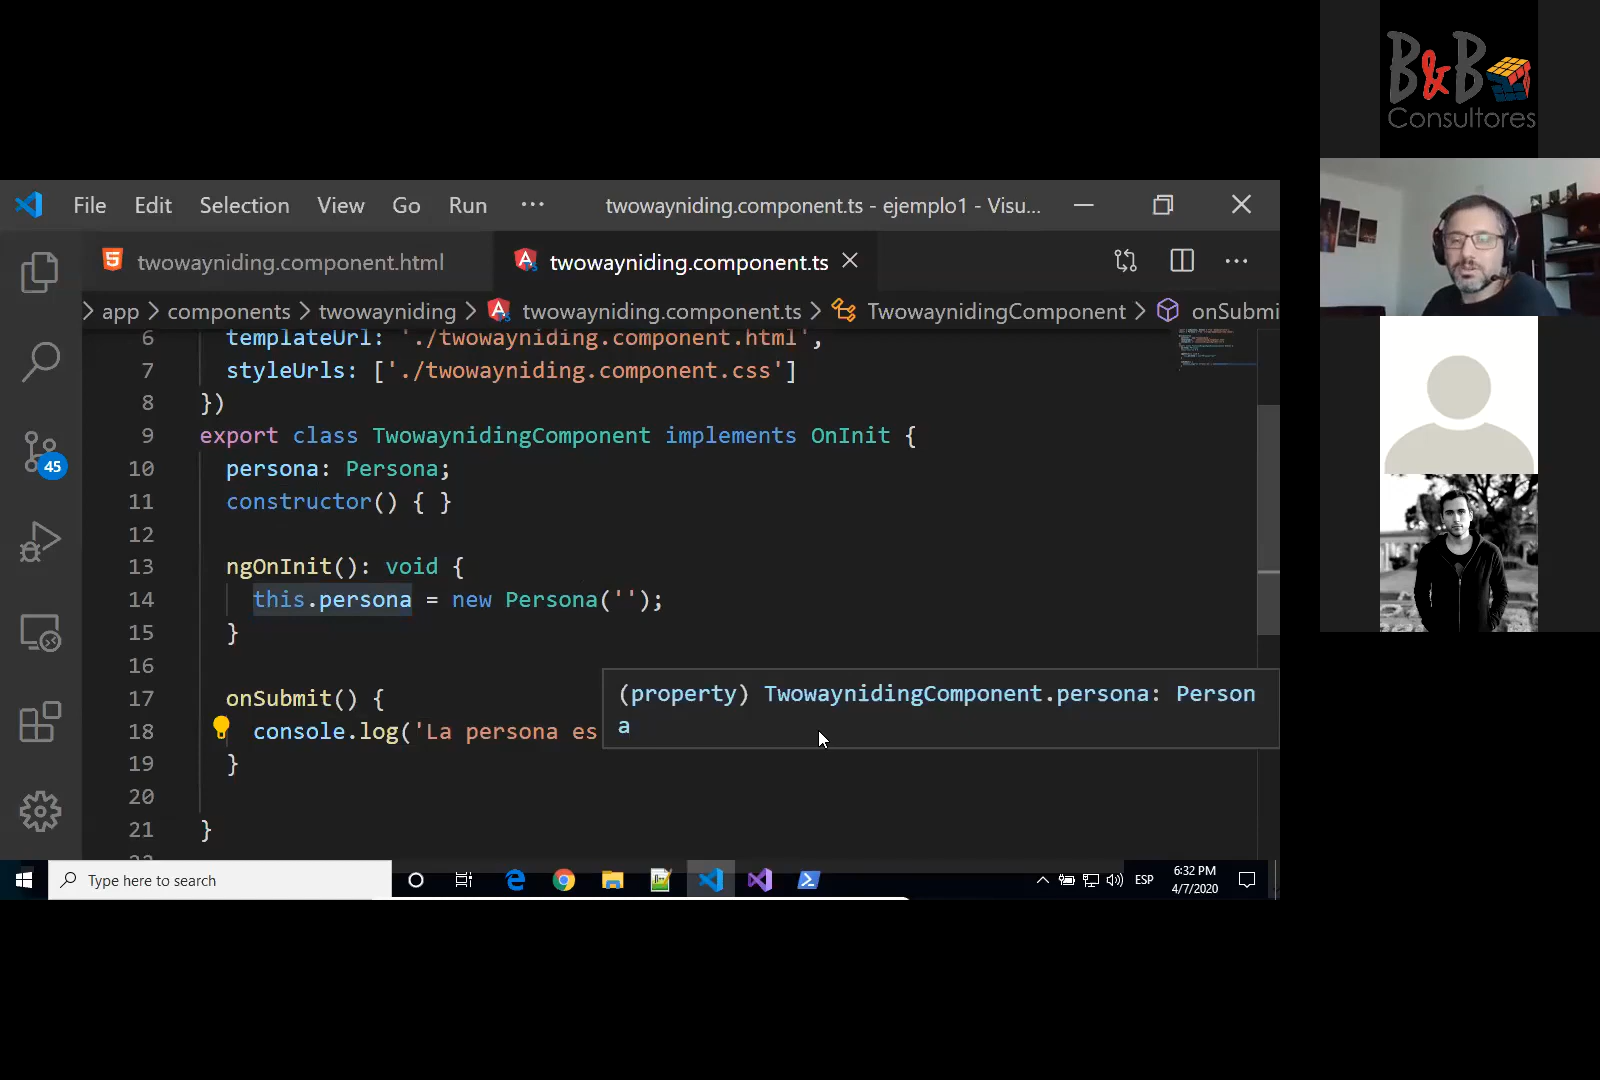 B&B
Consultores
File Edit Selection View Go Run ··· twowayniding.component.ts - ejemplo1 - Visu...
twowayniding.component.html twowayniding.component.ts
app > components > twowayniding > twowayniding.component.ts > TwowaynidingComponent > onSubmi
6 templateUrl: './twowayniding.component.html',
7 styleUrls: ['./twowayniding.component.css']
8 })
9 export class TwowaynidingComponent implements OnInit {
10 persona: Persona;
11 constructor() { }
12
13 ngOnInit(): void {
14 this.persona = new Persona('');
15 }
16
17 onSubmit() {
(property) TwowaynidingComponent.persona: Person
a
18 console.log('La persona es
19 }
20
21 }
45
Type here to search
ESP
6:32 PM
4/7/2020